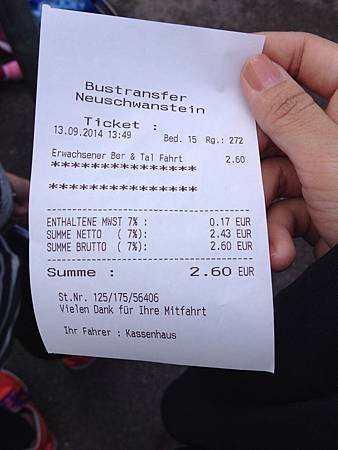 Bustransfer
Neuschwanstein
Ticket :
13.09.2014 13:49 Bed. 15 Rg.: 272
Erwachsener Ber & Tal Fahrt 2.60
***************
***************
ENTHALTENE MWST 7% : 0.17 EUR
SUMME NETTO ( 7%): 2.43 EUR
SUMME BRUTTO ( 7%): 2.60 EUR
Summe : 2.60 EUR
St.Nr. 125/175/56406
Vielen Dank für Ihre Mitfahrt
Ihr Fahrer : Kassenhaus